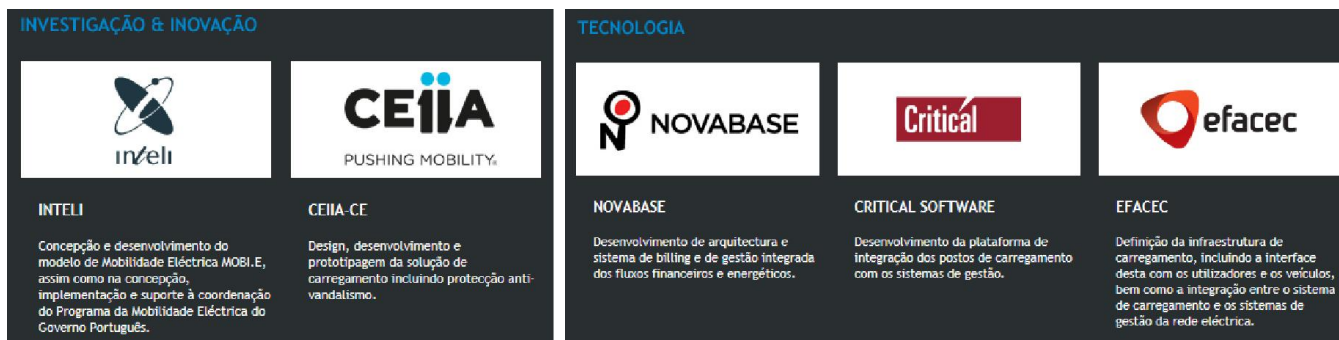 INVESTIGAÇÃO & INOVAÇÃO
inteli
CEIIA
PUSHING MOBILITY®
INTELI
Concepção e desenvolvimento do
modelo de Mobilidade Eléctrica MOBI.E,
assim como na concepção,
implementação e suporte à coordenação
do Programa da Mobilidade Eléctrica do
Governo Português.
CEIIA-CE
Design, desenvolvimento e
prototipagem da solução de
carregamento incluindo protecção anti-
vandalismo.
TECNOLOGIA
N
NOVABASE
Critical
efacec
NOVABASE
Desenvolvimento de arquitectura e
sistema de billing e de gestão integrada
dos fluxos financeiros e energéticos.
CRITICAL SOFTWARE
Desenvolvimento da plataforma de
integração dos postos de carregamento
com os sistemas de gestão.
EFACEC
Definição da infraestrutura de
carregamento, incluindo a interface
desta com os utilizadores e os veículos,
bem como a integração entre o sistema
de carregamento e os sistemas de
gestão da rede eléctrica.